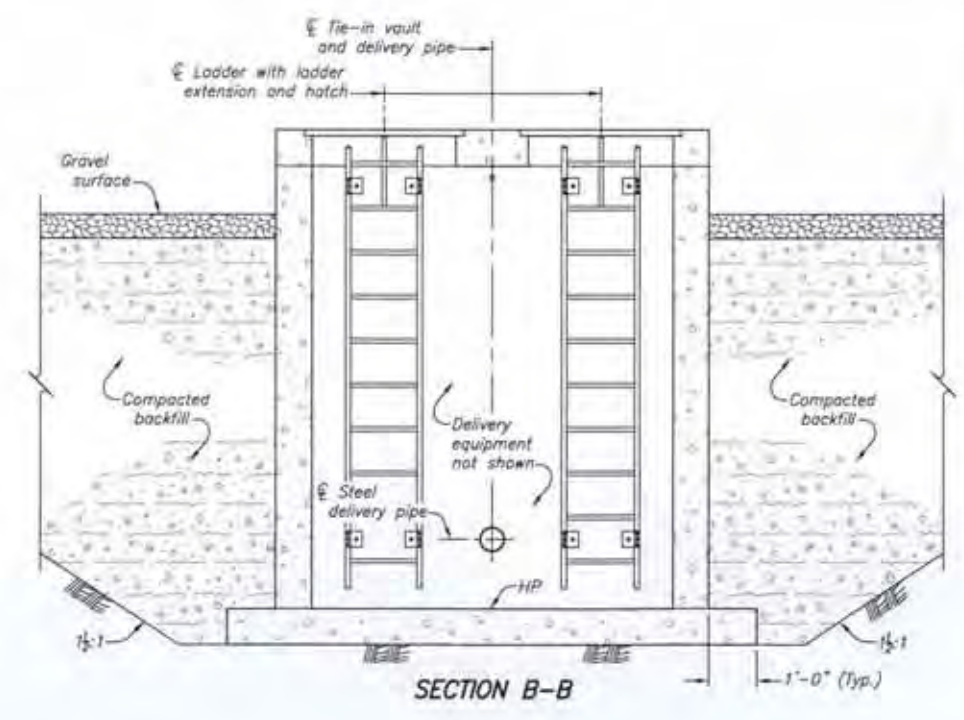 ℄ Tie-in vault
and delivery pipe
℄ Ladder with ladder
extension and hatch
Gravel
surface
Compacted
backfill
Delivery
equipment
not shown
Compacted
backfill
℄ Steel
delivery pipe
HP
1½:1
1½:1
1'-0" (Typ.)
SECTION B-B